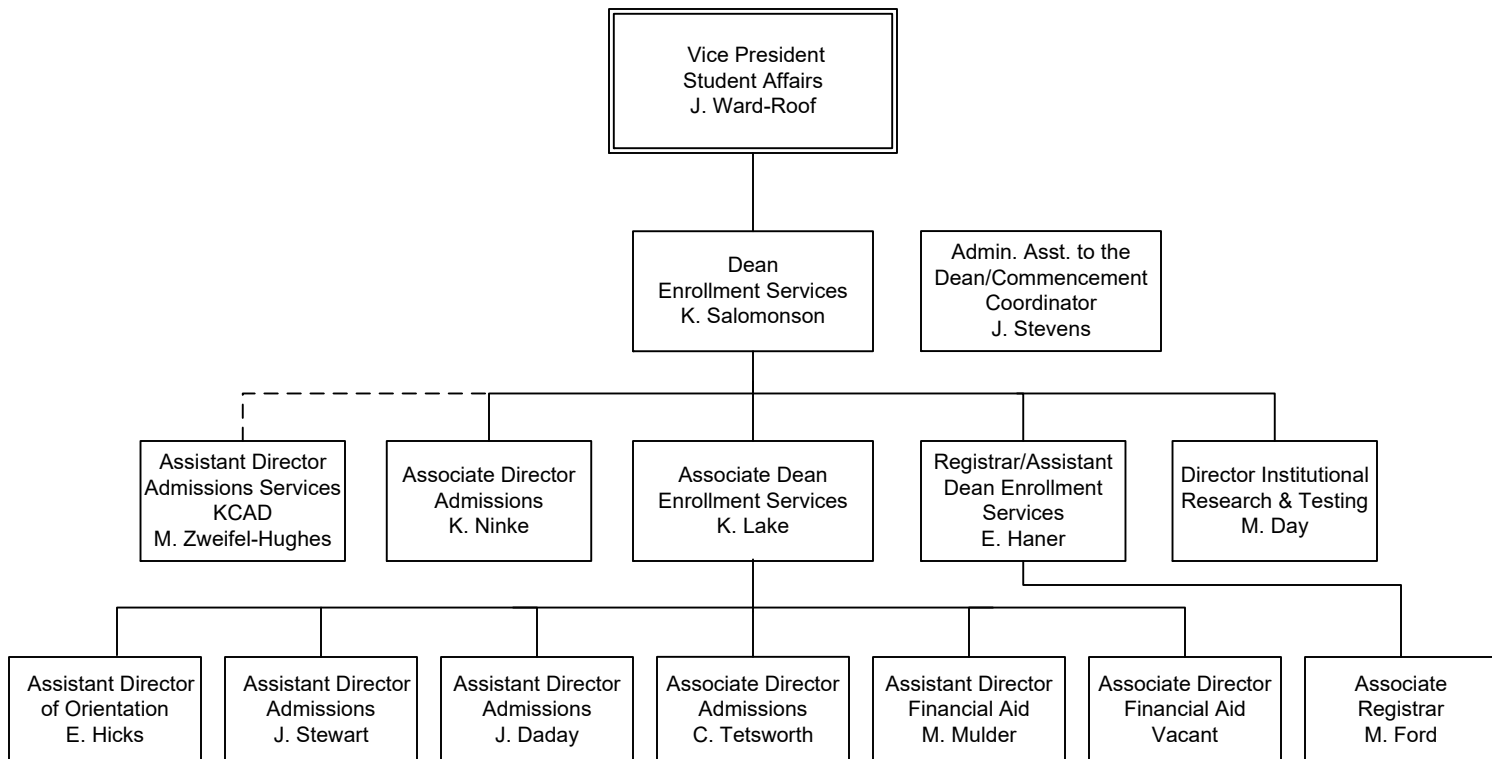 Vice President
Student Affairs
J. Ward-Roof
Dean
Enrollment Services
K. Salomonson
Admin. Asst. to the
Dean/Commencement
Coordinator
J. Stevens
Assistant Director
Admissions Services
KCAD
M. Zweifel-Hughes
Associate Director
Admissions
K. Ninke
Associate Dean
Enrollment Services
K. Lake
Registrar/Assistant
Dean Enrollment
Services
E. Haner
Director Institutional
Research & Testing
M. Day
Assistant Director
of Orientation
E. Hicks
Assistant Director
Admissions
J. Stewart
Assistant Director
Admissions
J. Daday
Associate Director
Admissions
C. Tetsworth
Assistant Director
Financial Aid
M. Mulder
Associate Director
Financial Aid
Vacant
Associate
Registrar
M. Ford